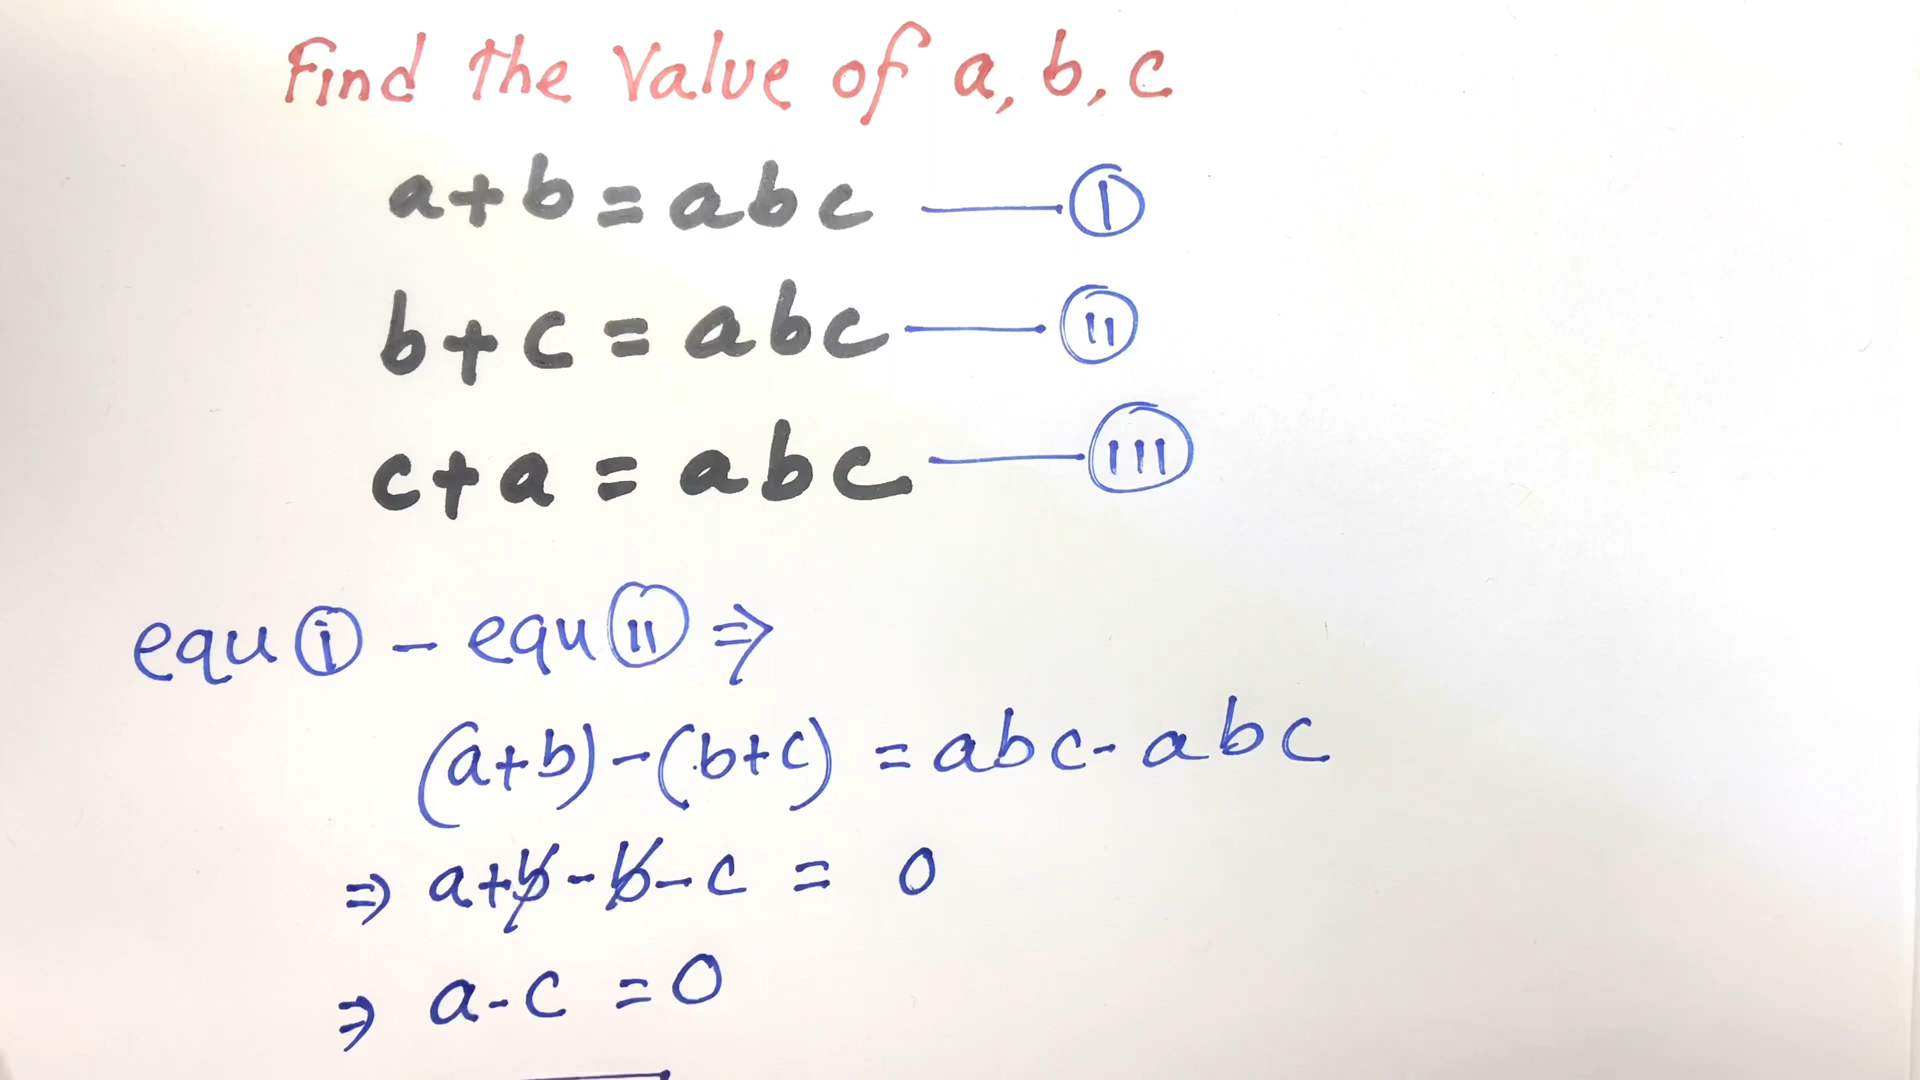 Find the Value of a, b, c
a+b = abc — (i)
b+c = abc — (ii)
c+a = abc — (iii)
equ (i) - equ (ii) ⇒
(a+b)-(b+c) = abc-abc
⇒ a+b-b-c = 0
⇒ a-c = 0